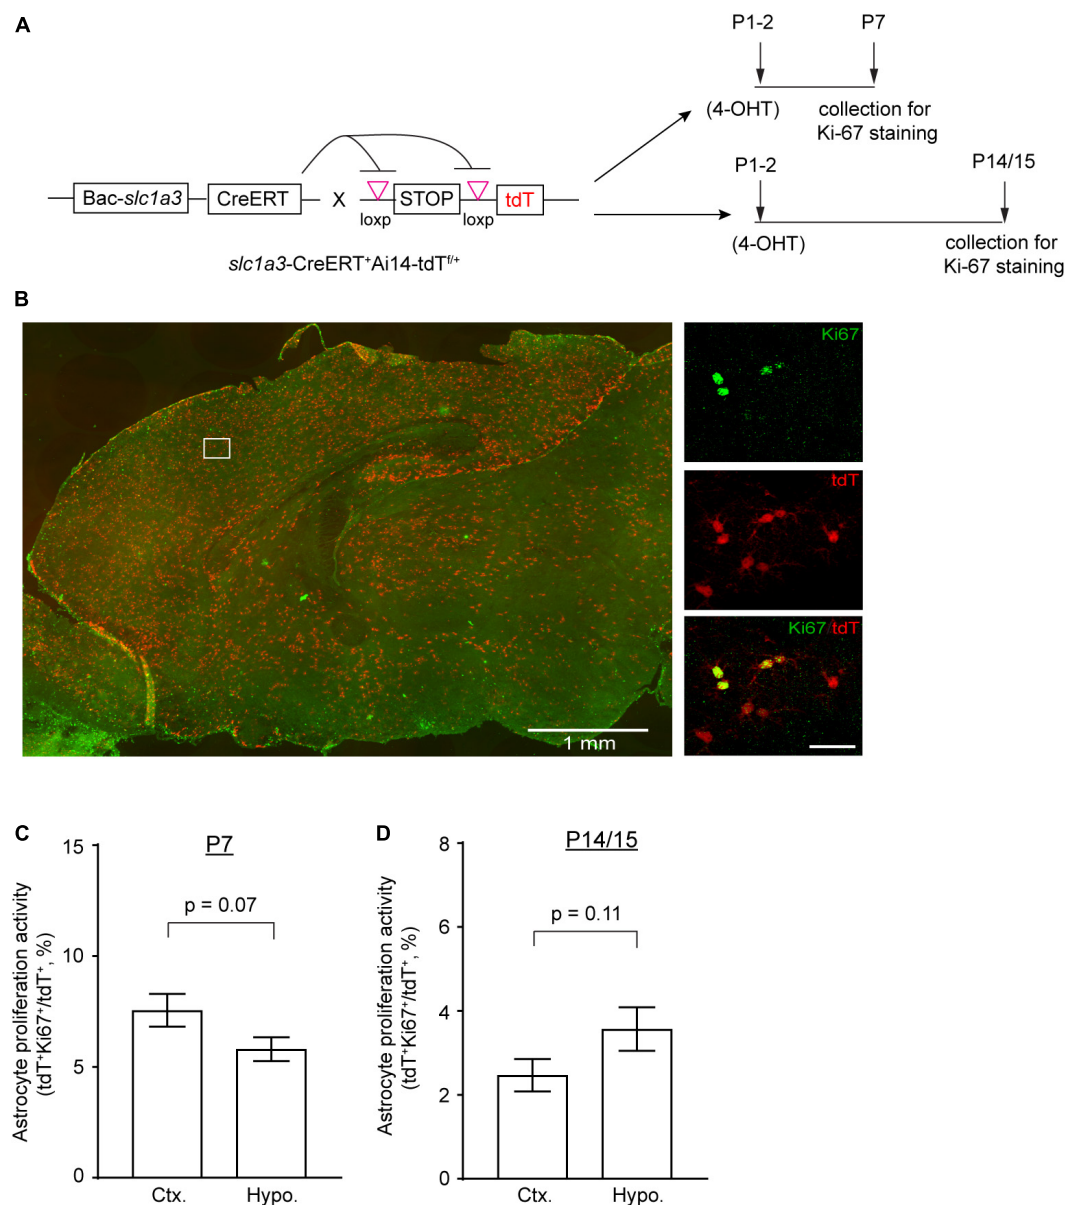 A
P1-2
P7
(4-OHT)
collection for
Ki-67 staining
Bac-slc1a3
CreERT
X
STOP
tdT
loxp
loxp
slc1a3-CreERT+Ai14-tdTf/+
P1-2
P14/15
(4-OHT)
collection for
Ki-67 staining
B
Ki67
tdT
Ki67/tdT
1 mm
C
P7
15
10
5
0
p = 0.07
Astrocyte proliferation activity
(tdT+Ki67+/tdT+, %)
Ctx.
Hypo.
D
P14/15
8
6
4
2
0
p = 0.11
Astrocyte proliferation activity
(tdT+Ki67+/tdT+, %)
Ctx.
Hypo.